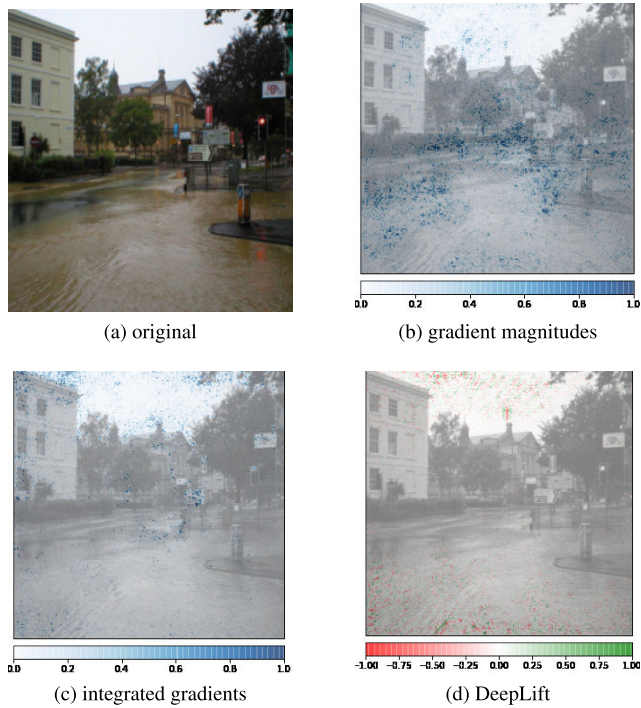 0.0 0.2 0.4 0.6 0.8 1.0
(a) original
(b) gradient magnitudes
0.0 0.2 0.4 0.6 0.8 1.0
-1.00 -0.75 -0.50 -0.25 0.00 0.25 0.50 0.75 1.00
(c) integrated gradients
(d) DeepLift